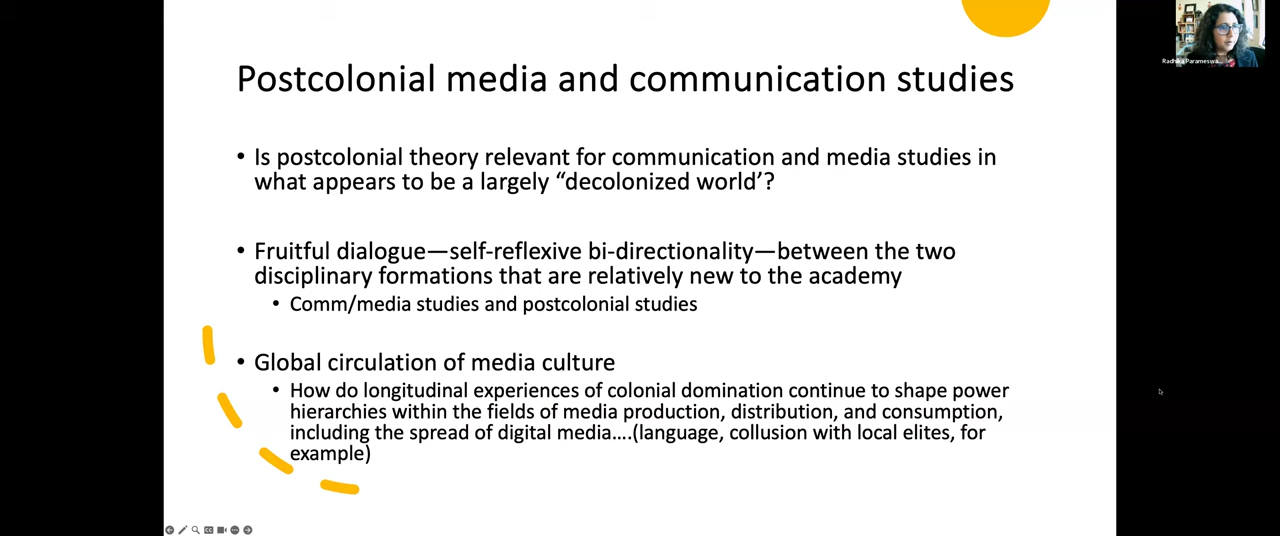 Postcolonial media and communication studies
• Is postcolonial theory relevant for communication and media studies in
what appears to be a largely “decolonized world’?
• Fruitful dialogue—self-reflexive bi-directionality—between the two
disciplinary formations that are relatively new to the academy
• Comm/media studies and postcolonial studies
• Global circulation of media culture
• How do longitudinal experiences of colonial domination continue to shape power
hierarchies within the fields of media production, distribution, and consumption,
including the spread of digital media….(language, collusion with local elites, for
example)
Radhika Parameswa...